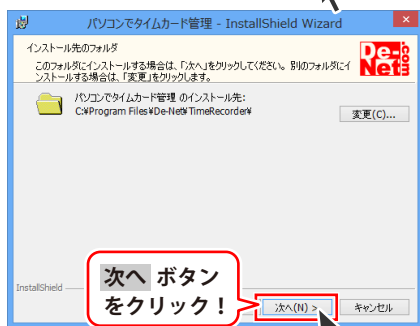 パソコンでタイムカード管理 - InstallShield Wizard
インストール先のフォルダ
このフォルダにインストールする場合は、「次へ」をクリックしてください。別のフォルダにイ
ンストールする場合は、「変更」をクリックします。
De-Net
パソコンでタイムカード管理 のインストール先:
C:¥Program Files¥De-Net¥TimeRecorder¥
変更(C)...
次へ ボタン
をクリック！
InstallShield
次へ(N) >
キャンセル